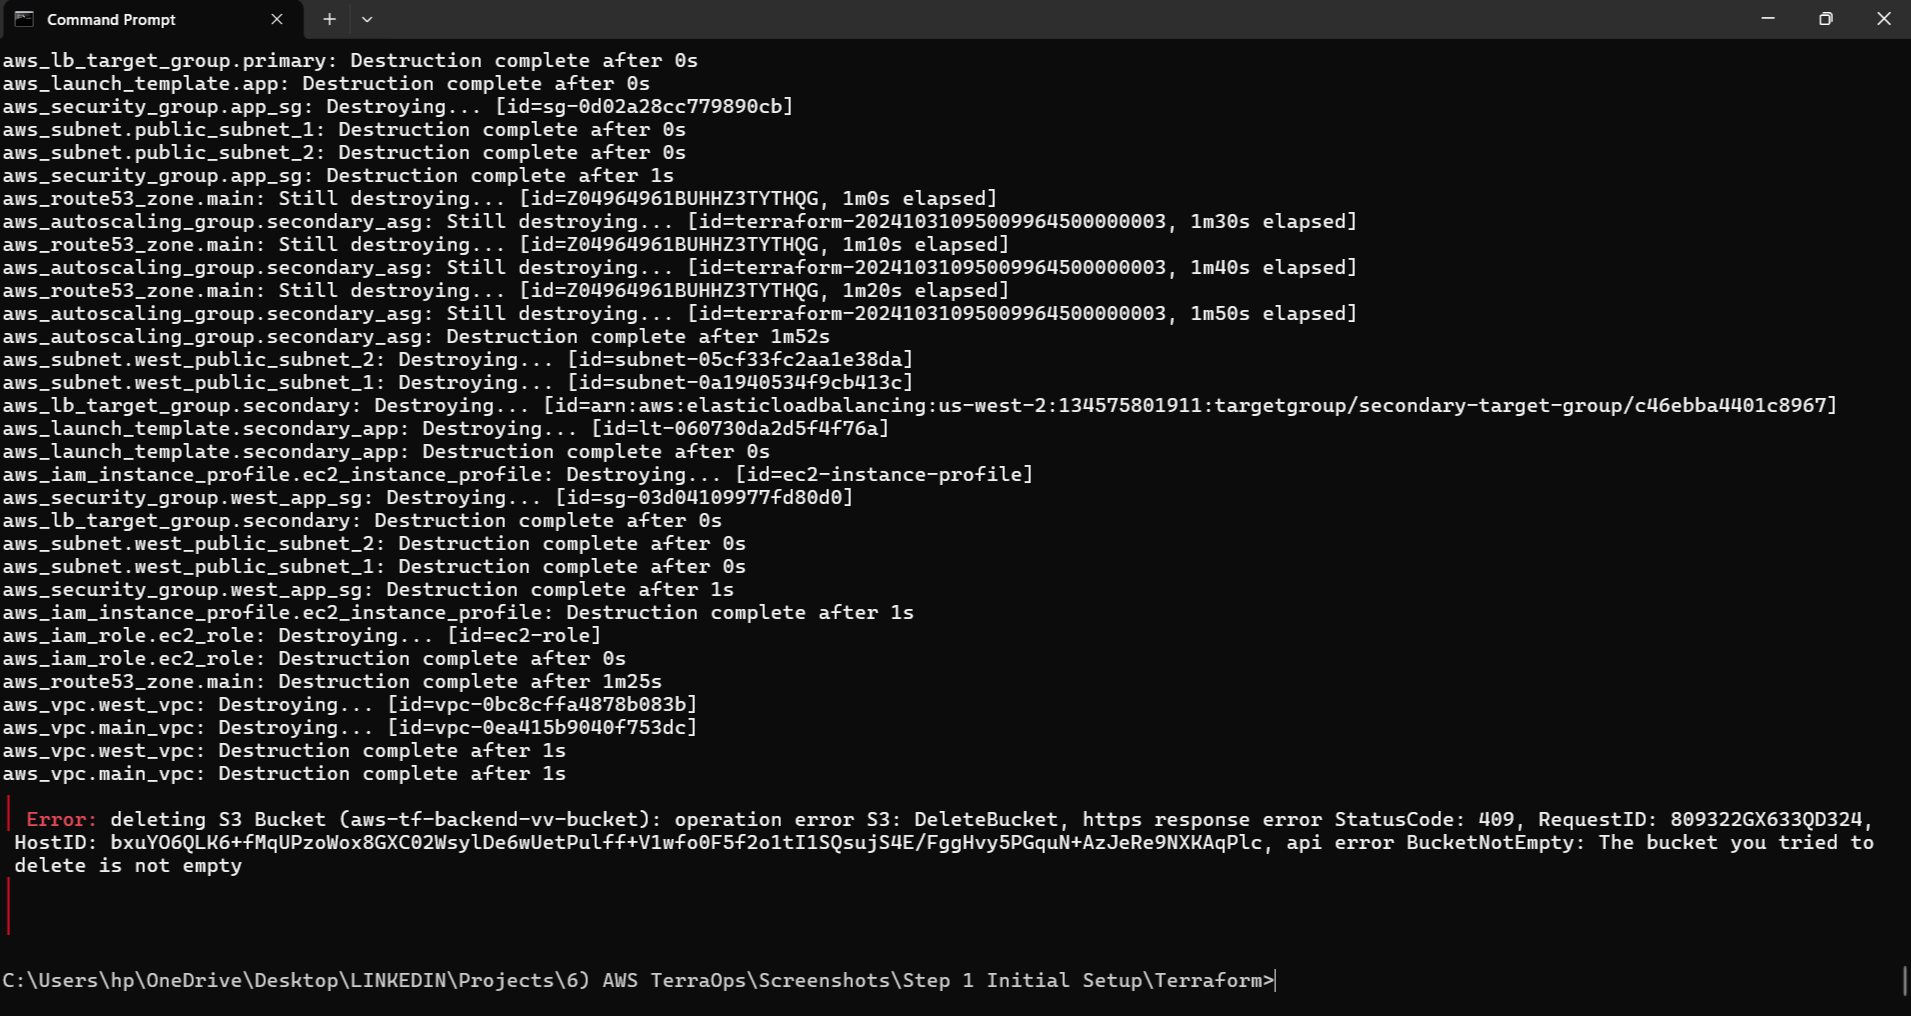 Command Prompt
aws_lb_target_group.primary: Destruction complete after 0s
aws_launch_template.app: Destruction complete after 0s
aws_security_group.app_sg: Destroying... [id=sg-0d02a28cc779890cb]
aws_subnet.public_subnet_1: Destruction complete after 0s
aws_subnet.public_subnet_2: Destruction complete after 0s
aws_security_group.app_sg: Destruction complete after 1s
aws_route53_zone.main: Still destroying... [id=Z04964961BUHHZ3TYTHQG, 1m0s elapsed]
aws_autoscaling_group.secondary_asg: Still destroying... [id=terraform-20241031095009964500000003, 1m30s elapsed]
aws_route53_zone.main: Still destroying... [id=Z04964961BUHHZ3TYTHQG, 1m10s elapsed]
aws_autoscaling_group.secondary_asg: Still destroying... [id=terraform-20241031095009964500000003, 1m40s elapsed]
aws_route53_zone.main: Still destroying... [id=Z04964961BUHHZ3TYTHQG, 1m20s elapsed]
aws_autoscaling_group.secondary_asg: Still destroying... [id=terraform-20241031095009964500000003, 1m50s elapsed]
aws_autoscaling_group.secondary_asg: Destruction complete after 1m52s
aws_subnet.west_public_subnet_2: Destroying... [id=subnet-05cf33fc2aa1e38da]
aws_subnet.west_public_subnet_1: Destroying... [id=subnet-0a1940534f9cb413c]
aws_lb_target_group.secondary: Destroying... [id=arn:aws:elasticloadbalancing:us-west-2:134575801911:targetgroup/secondary-target-group/c46ebba4401c8967]
aws_launch_template.secondary_app: Destroying... [id=lt-060730da2d5f4f76a]
aws_launch_template.secondary_app: Destruction complete after 0s
aws_iam_instance_profile.ec2_instance_profile: Destroying... [id=ec2-instance-profile]
aws_security_group.west_app_sg: Destroying... [id=sg-03d04109977fd80d0]
aws_lb_target_group.secondary: Destruction complete after 0s
aws_subnet.west_public_subnet_2: Destruction complete after 0s
aws_subnet.west_public_subnet_1: Destruction complete after 0s
aws_security_group.west_app_sg: Destruction complete after 1s
aws_iam_instance_profile.ec2_instance_profile: Destruction complete after 1s
aws_iam_role.ec2_role: Destroying... [id=ec2-role]
aws_iam_role.ec2_role: Destruction complete after 0s
aws_route53_zone.main: Destruction complete after 1m25s
aws_vpc.west_vpc: Destroying... [id=vpc-0bc8cffa4878b083b]
aws_vpc.main_vpc: Destroying... [id=vpc-0ea415b9040f753dc]
aws_vpc.west_vpc: Destruction complete after 1s
aws_vpc.main_vpc: Destruction complete after 1s
Error: deleting S3 Bucket (aws-tf-backend-vv-bucket): operation error S3: DeleteBucket, https response error StatusCode: 409, RequestID: 809322GX633QD324,
HostID: bxuYO6QLK6+fMqUPzoWox8GXC02WsylDe6wUetPulff+V1wfo0F5f2o1tI1SQsujS4E/FggHvy5PGquN+AzJeRe9NXKAqPlc, api error BucketNotEmpty: The bucket you tried to
delete is not empty
C:\Users\hp\OneDrive\Desktop\LINKEDIN\Projects\6) AWS TerraOps\Screenshots\Step 1 Initial Setup\Terraform>